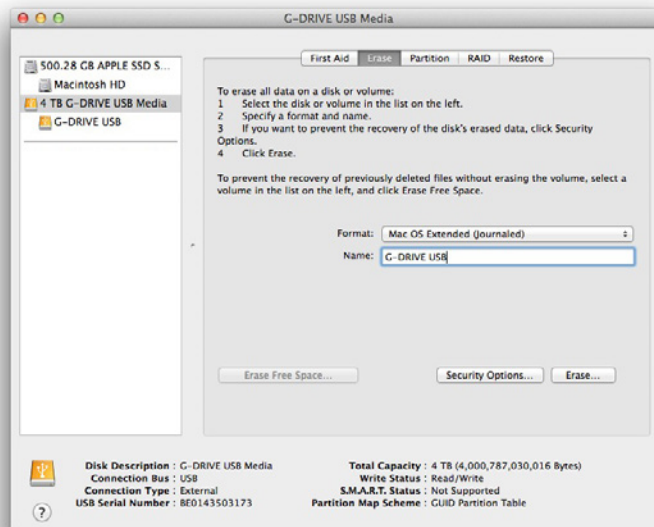 G-DRIVE USB Media
500.28 GB APPLE SSD S...
Macintosh HD
4 TB G-DRIVE USB Media
G-DRIVE USB
First Aid Erase Partition RAID Restore
To erase all data on a disk or volume:
1 Select the disk or volume in the list on the left.
2 Specify a format and name.
3 If you want to prevent the recovery of the disk's erased data, click Security
Options.
4 Click Erase.
To prevent the recovery of previously deleted files without erasing the volume, select a
volume in the list on the left, and click Erase Free Space.
Format: Mac OS Extended (Journaled)
Name: G-DRIVE USB
Erase Free Space... Security Options... Erase...
Disk Description : G-DRIVE USB Media Total Capacity : 4 TB (4,000,787,030,016 Bytes)
Connection Bus : USB Write Status : Read/Write
Connection Type : External S.M.A.R.T. Status : Not Supported
USB Serial Number : BE0143503173 Partition Map Scheme : GUID Partition Table
?